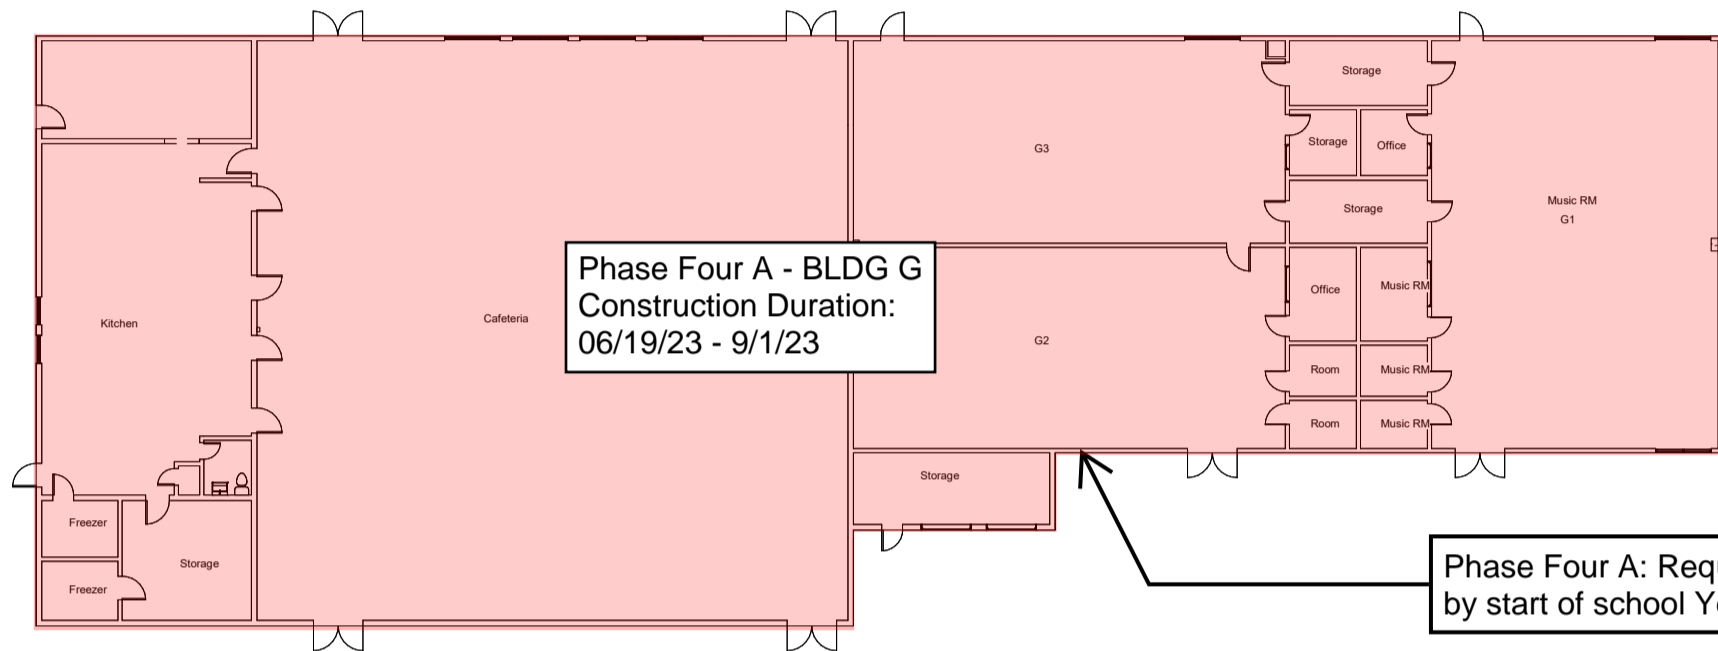 Storage
Storage
Office
G3
Storage
Music RM
G1
Phase Four A - BLDG G
Construction Duration:
06/19/23 - 9/1/23
Kitchen
Cafeteria
Office
Music RM
G2
Room
Music RM
Room
Music RM
Storage
Freezer
Storage
Freezer
Phase Four A:
by start of school